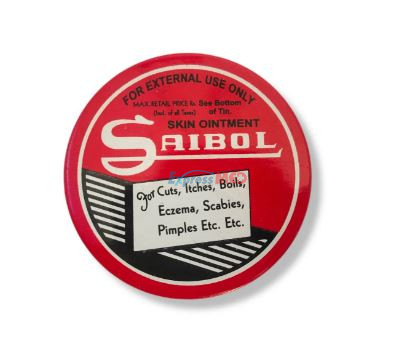 FOR EXTERNAL USE ONLY
MAX. RETAIL PRICE Rs. See Bottom
(Incl. of all Taxes) of Tin.
SKIN OINTMENT
SAIBOL
For Cuts, Itches, Boils,
Eczema, Scabies,
Pimples Etc. Etc.